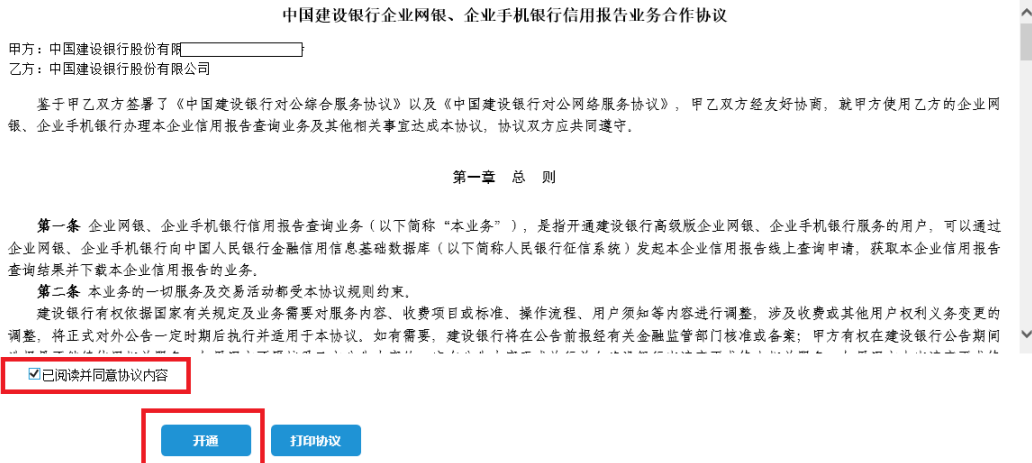 中国建设银行企业网银、企业手机银行信用报告业务合作协议
甲方：中国建设银行股份有限
乙方：中国建设银行股份有限公司
鉴于甲乙双方签署了《中国建设银行对公综合服务协议》以及《中国建设银行对公网络服务协议》，甲乙双方经友好协商，就甲方使用乙方的企业网
银、企业手机银行办理本企业信用报告查询业务及其他相关事宜达成本协议，协议双方应共同遵守。
第一章 总 则
第一条 企业网银、企业手机银行信用报告查询业务（以下简称“本业务”），是指开通建设银行高级版企业网银、企业手机银行服务的用户，可以通过
企业网银、企业手机银行向中国人民银行金融信用信息基础数据库（以下简称人民银行征信系统）发起本企业信用报告线上查询申请，获取本企业信用报告
查询结果并下载本企业信用报告的业务。
第二条 本业务的一切服务及交易活动都受本协议规则约束。
建设银行有权依据国家有关规定及业务需要对服务内容、收费项目或标准、操作流程、用户须知等内容进行调整，涉及收费或其他用户权利义务变更的
调整，将正式对外公告一定时期后执行并适用于本协议。如有需要，建设银行将在公告前报经有关金融监管部门核准或备案；甲方有权在建设银行公告期间
已阅读并同意协议内容
开通
打印协议